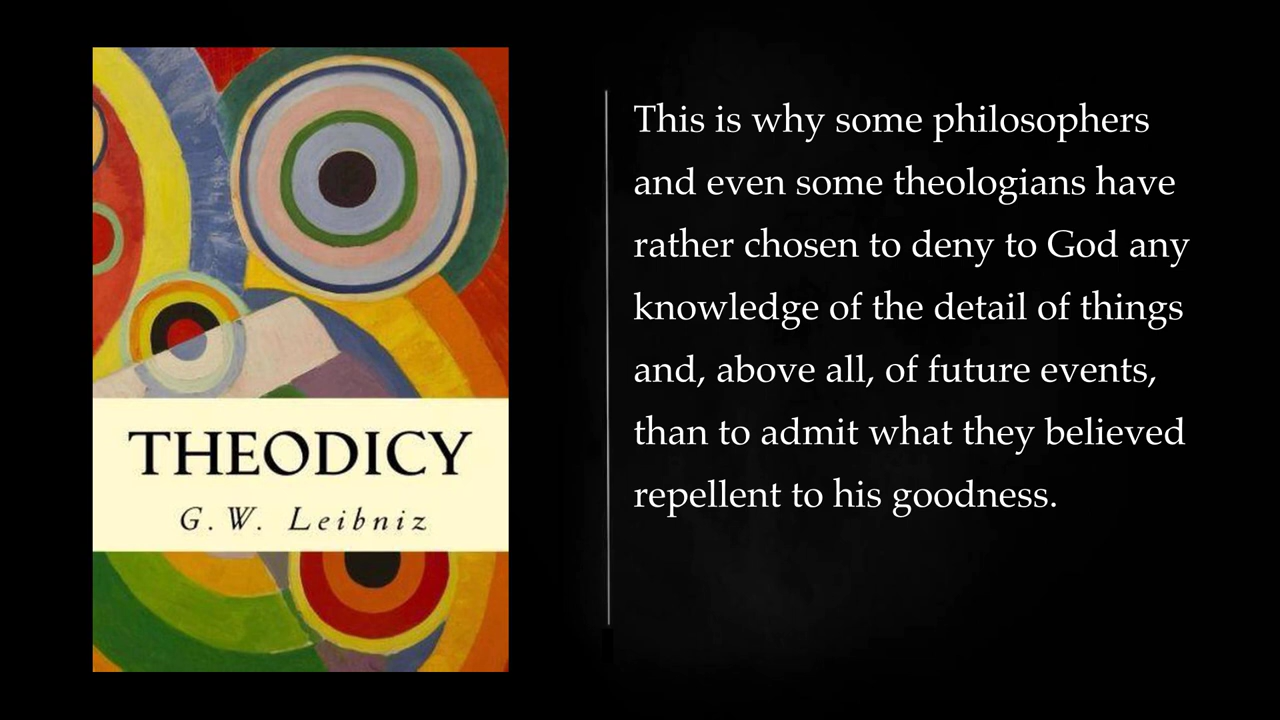 THEODICY
G. W. Leibniz
This is why some philosophers
and even some theologians have
rather chosen to deny to God any
knowledge of the detail of things
and, above all, of future events,
than to admit what they believed
repellent to his goodness.